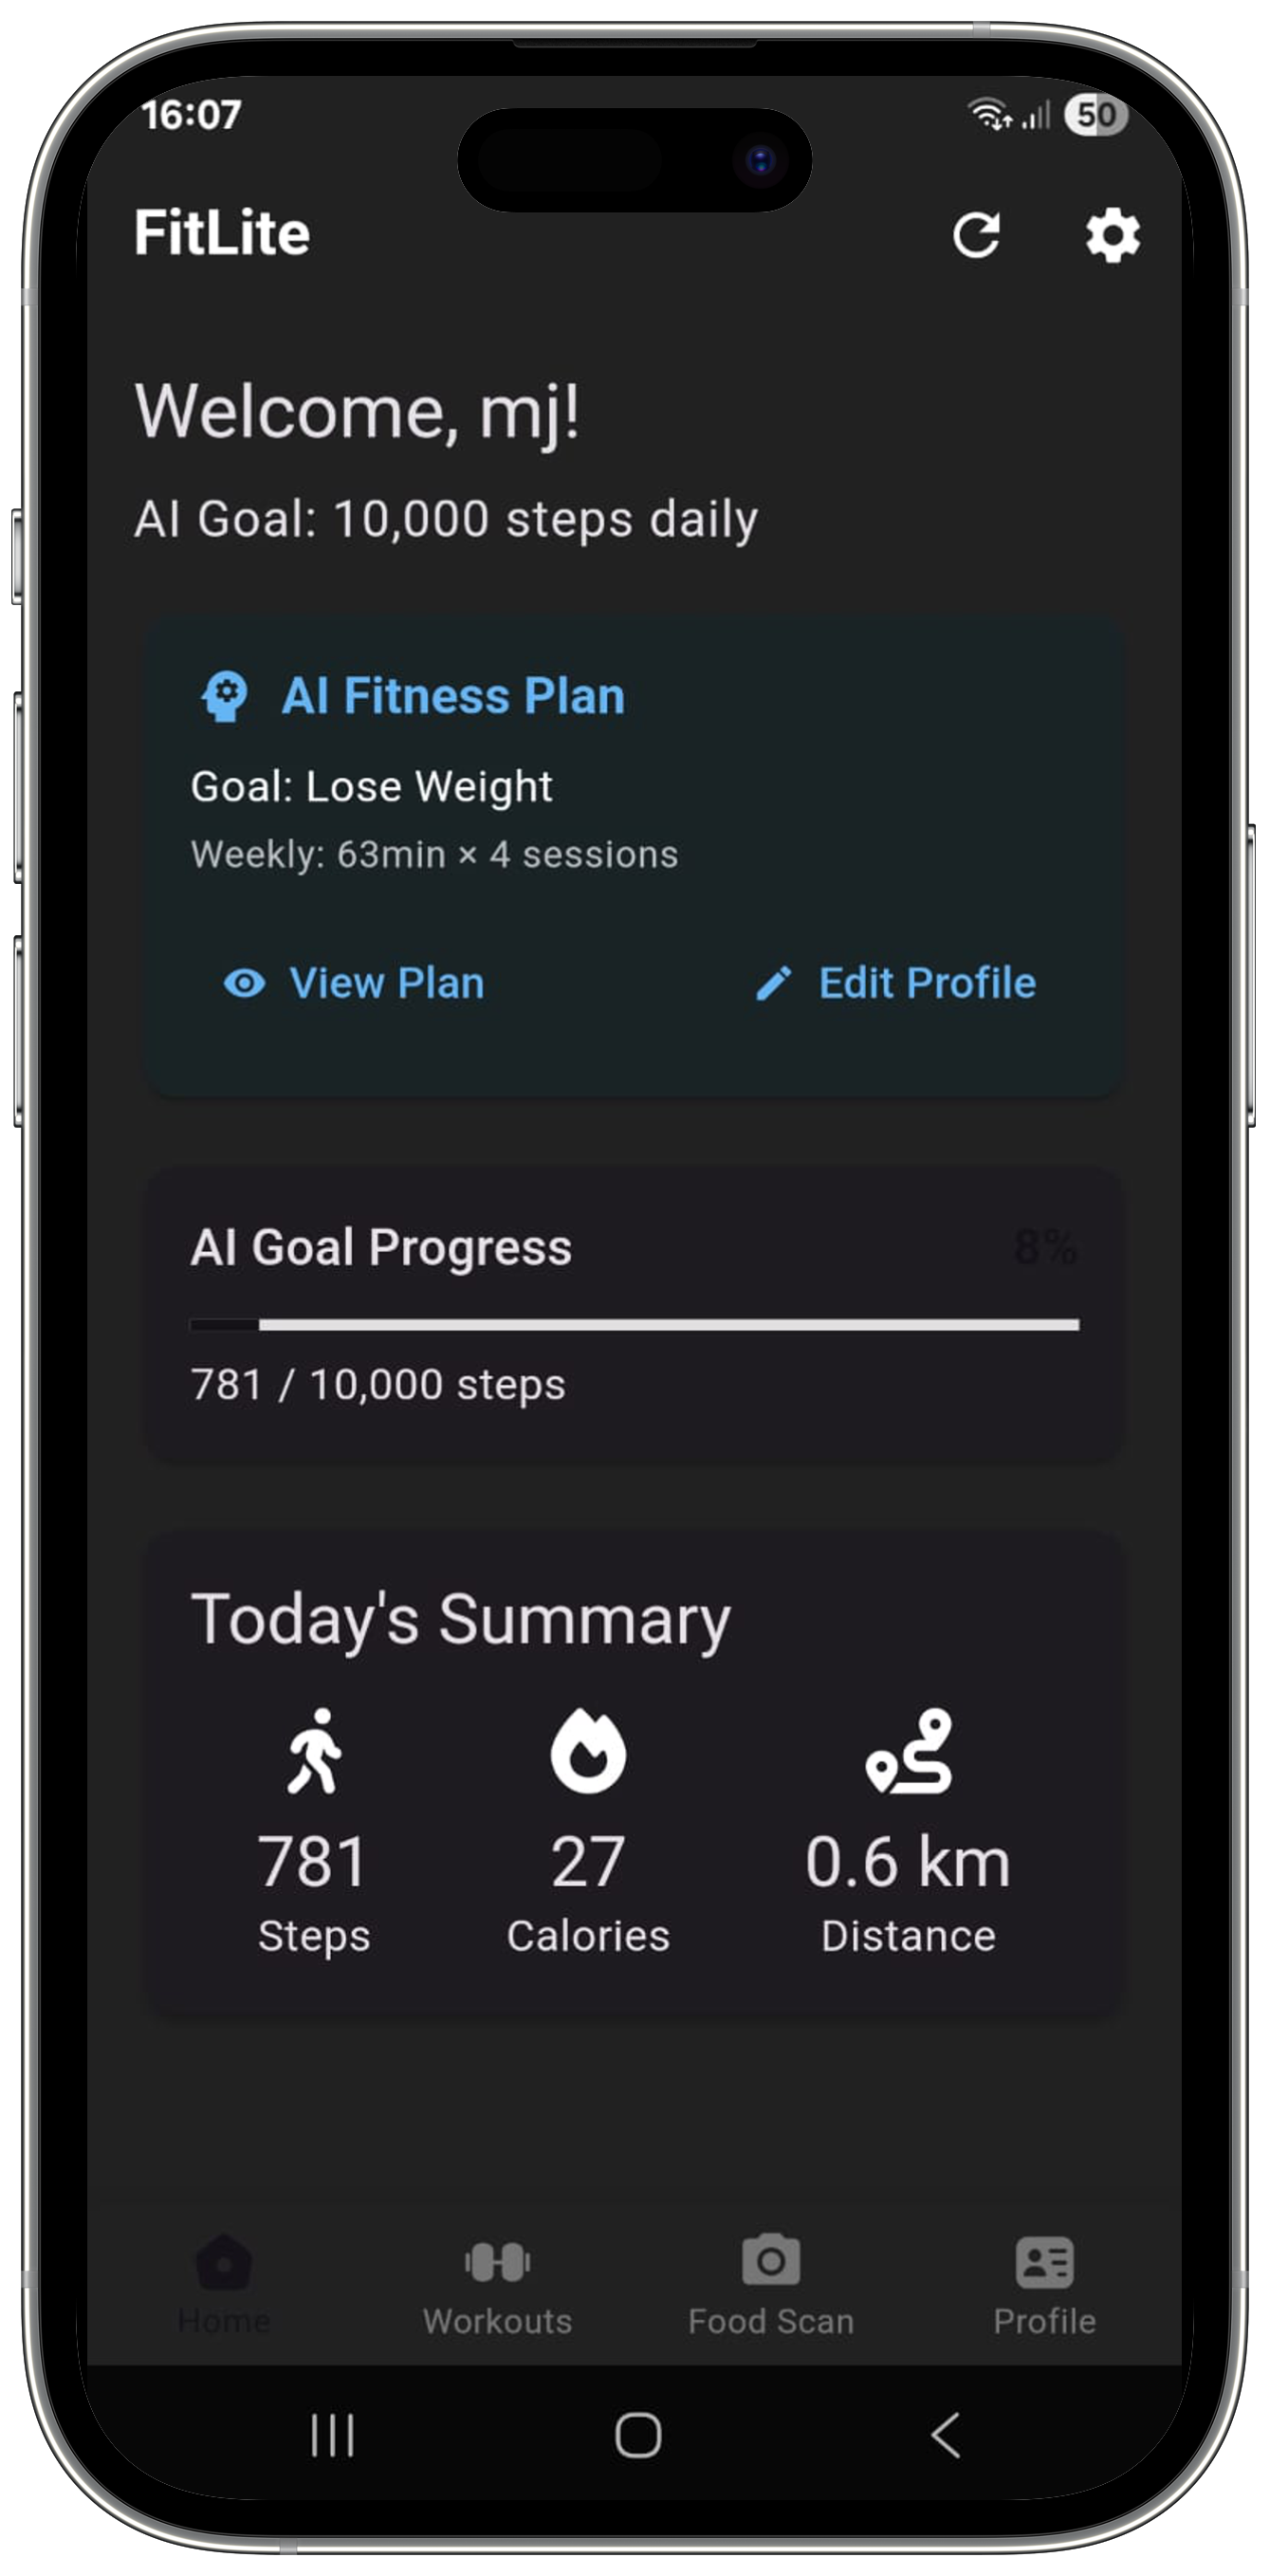 16:07
50
FitLite
Welcome, mj!
AI Goal: 10,000 steps daily
AI Fitness Plan
Goal: Lose Weight
Weekly: 63min × 4 sessions
View Plan
Edit Profile
AI Goal Progress
8%
781 / 10,000 steps
Today's Summary
781
27
0.6 km
Steps
Calories
Distance
Home
Workouts
Food Scan
Profile